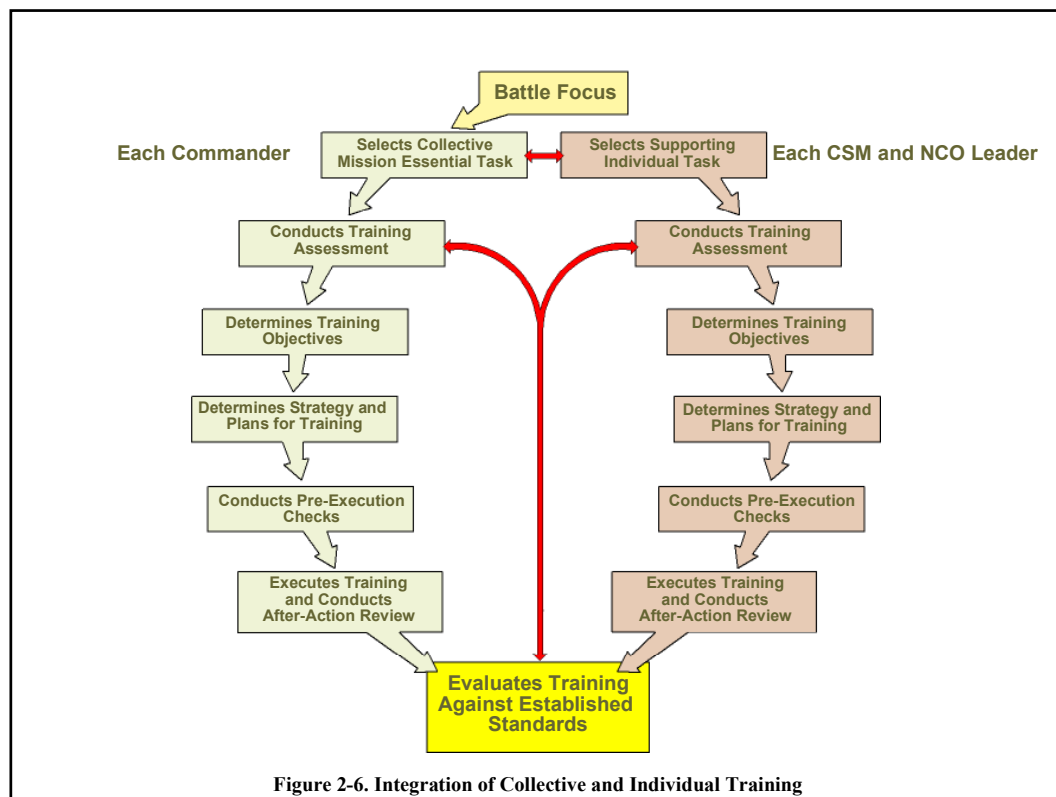 Battle Focus
Each Commander
Selects Collective
Mission Essential Task
Selects Supporting
Individual Task
Each CSM and NCO Leader
Conducts Training
Assessment
Conducts Training
Assessment
Determines Training
Objectives
Determines Training
Objectives
Determines Strategy and
Plans for Training
Determines Strategy and
Plans for Training
Conducts Pre-Execution
Checks
Conducts Pre-Execution
Checks
Executes Training
and Conducts
After-Action Review
Executes Training
and Conducts
After-Action Review
Evaluates Training
Against Established
Standards
Figure 2-6. Integration of Collective and Individual Training